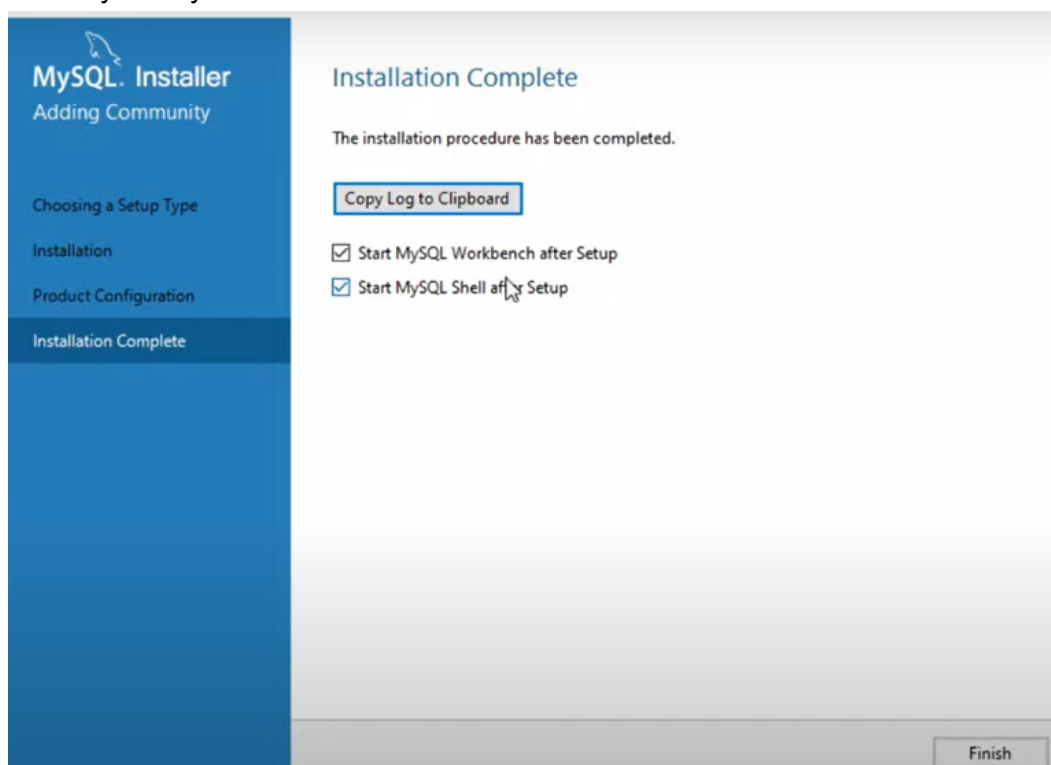 MySQL. Installer
Adding Community
Choosing a Setup Type
Installation
Product Configuration
Installation Complete
Installation Complete
The installation procedure has been completed.
Copy Log to Clipboard
Start MySQL Workbench after Setup
Start MySQL Shell after Setup
Finish